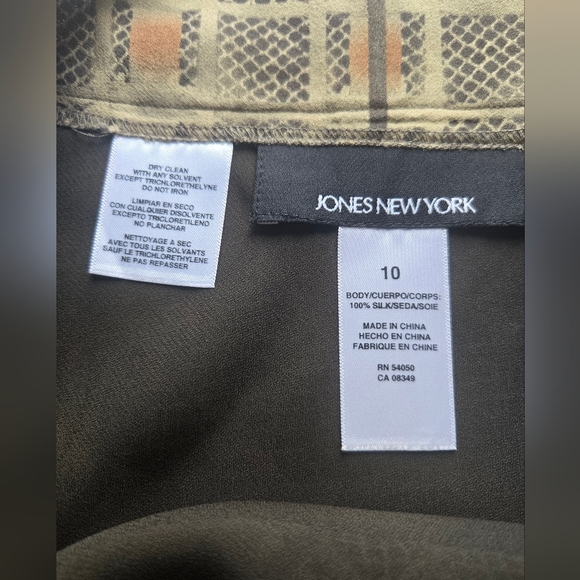 DRY CLEAN
WITH ANY SOLVENT
EXCEPT TRICHLORETHELYNE
DO NOT IRON
LIMPIAR EN SECO
CON CUALQUIER DISOLVENTE
EXCEPTO TRICLORETILENO
NO PLANCHAR
NETTOYAGE A SEC
AVEC TOUS LES SOLVANTS
SAUF LE TRICHLORETHYLENE
NE PAS REPASSER
JONES NEW YORK
10
BODY/CUERPO/CORPS:
100% SILK/SEDA/SOIE
MADE IN CHINA
HECHO EN CHINA
FABRIQUE EN CHINE
RN 54050
CA 08349